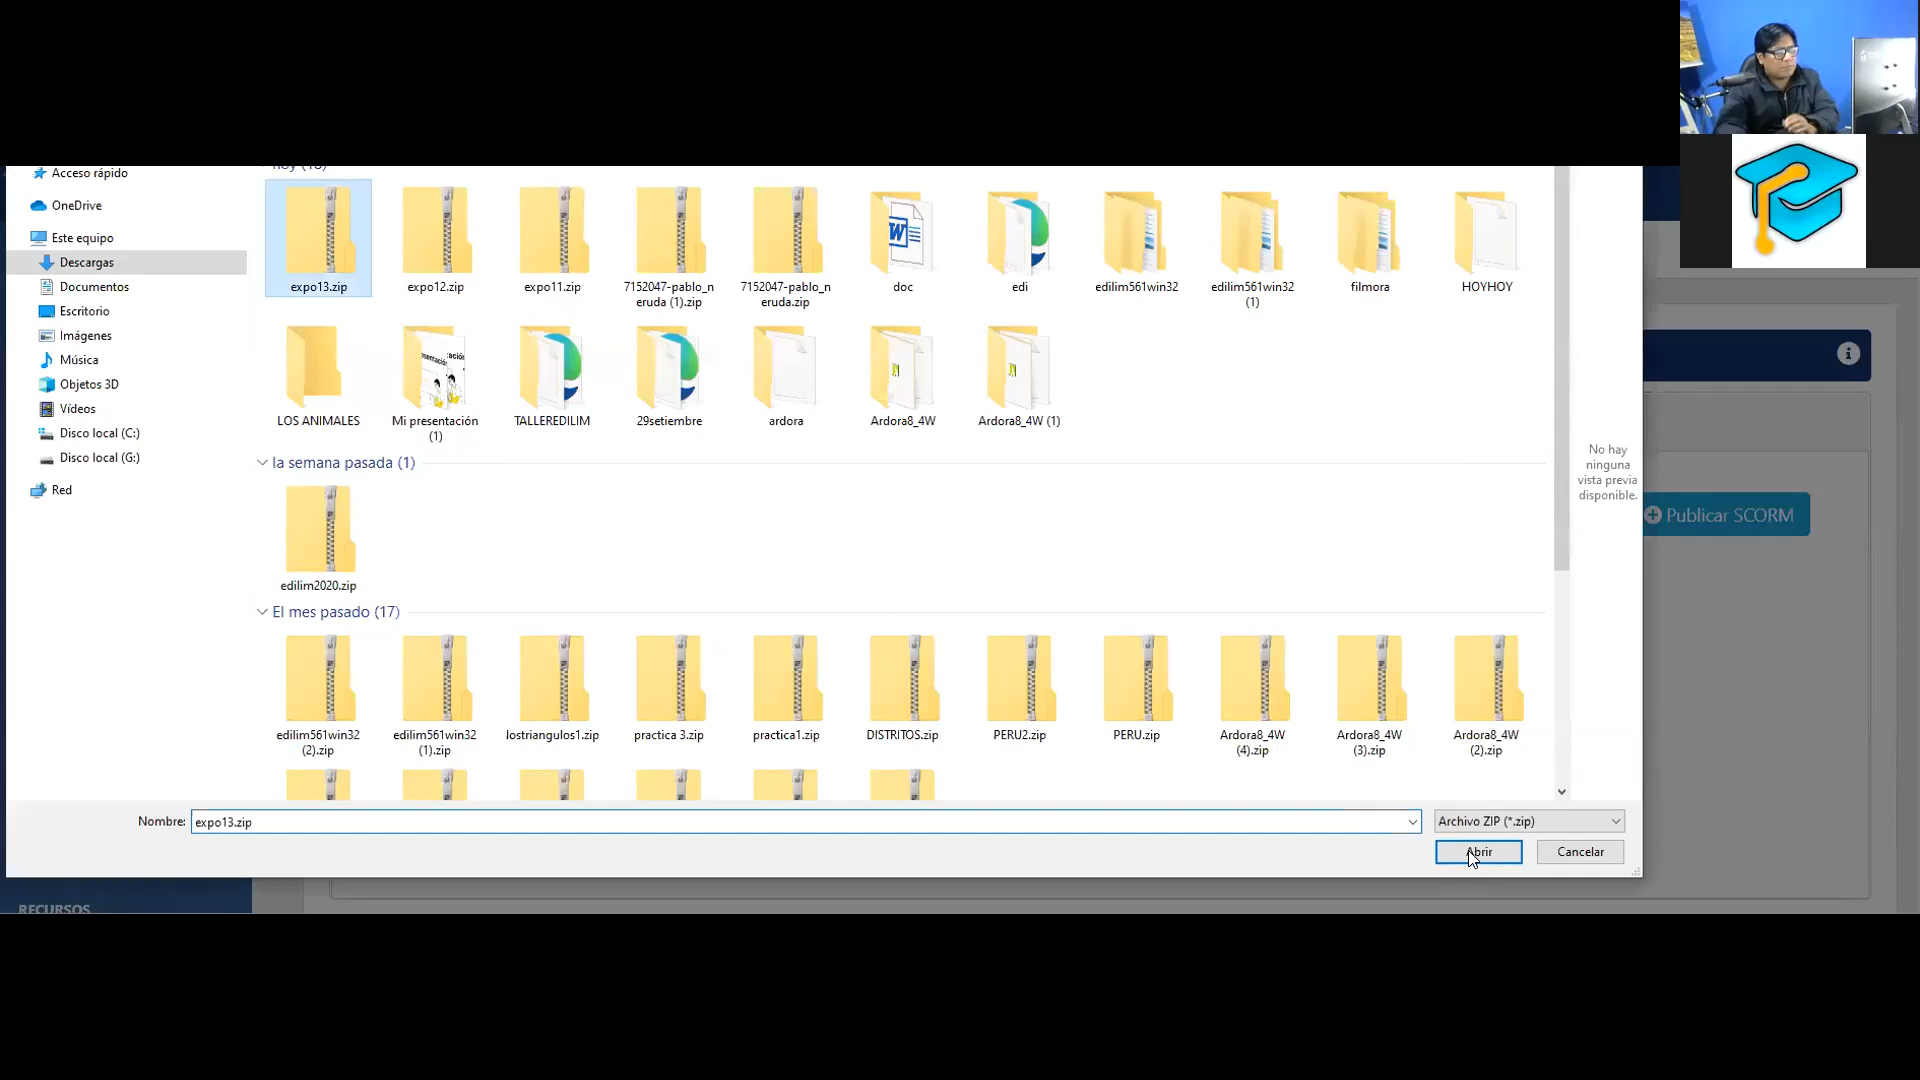 hoy (18)
Acceso rápido
OneDrive
Este equipo
Descargas
Documentos
Escritorio
Imágenes
Música
Objetos 3D
Vídeos
Disco local (C:)
Disco local (G:)
Red
expo13.zip
expo12.zip
expo11.zip
7152047-pablo_n
eruda (1).zip
7152047-pablo_n
eruda.zip
doc
edi
edilim561win32
edilim561win32
(1)
filmora
HOYHOY
LOS ANIMALES
Mi presentación
(1)
TALLEREDILIM
29setiembre
ardora
Ardora8_4W
Ardora8_4W (1)
la semana pasada (1)
edilim2020.zip
El mes pasado (17)
edilim561win32
(2).zip
edilim561win32
(1).zip
lostriangulos1.zip
practica 3.zip
practica1.zip
DISTRITOS.zip
PERU2.zip
PERU.zip
Ardora8_4W
(4).zip
Ardora8_4W
(3).zip
Ardora8_4W
(2).zip
No hay
ninguna
vista previa
disponible.
Publicar SCORM
Nombre:
expo13.zip
Archivo ZIP (*.zip)
Abrir
Cancelar
RECURSOS